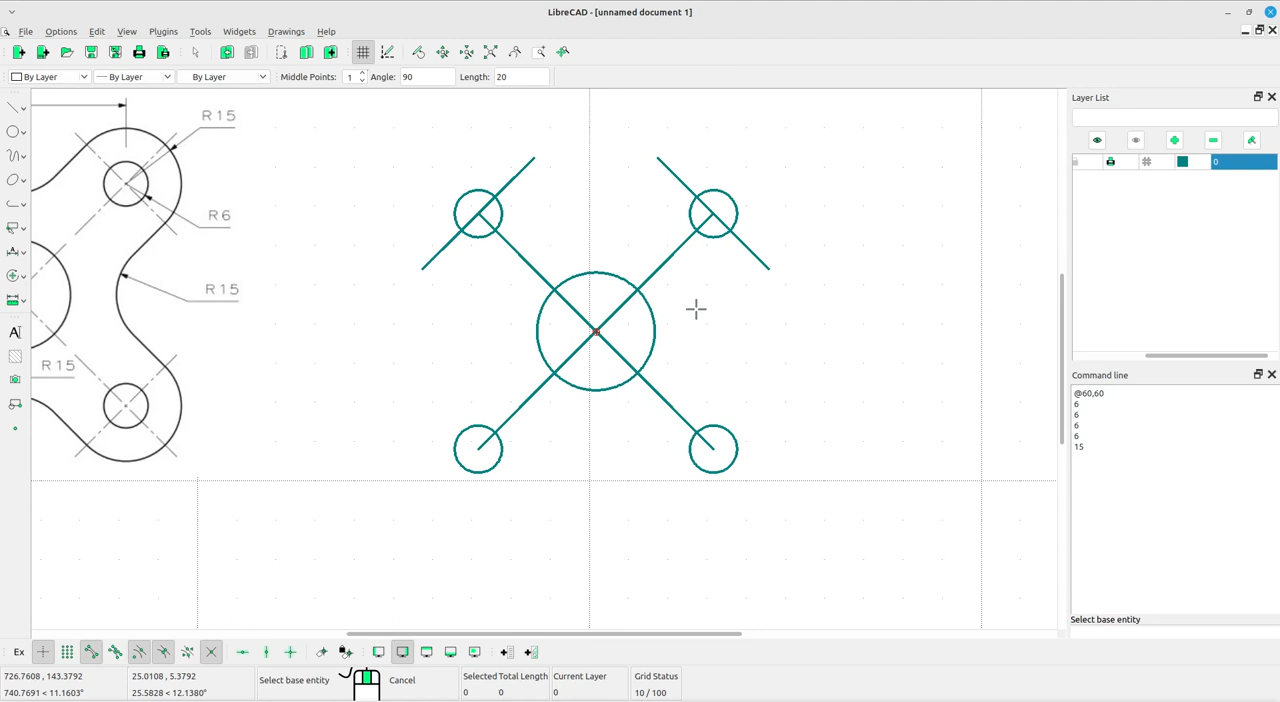 LibreCAD - [unnamed document 1]
File Options Edit View Plugins Tools Widgets Drawings Help
By Layer By Layer By Layer Middle Points: 1 Angle: 90 Length: 20
R15
R6
R15
R15
Layer List
0
Command line
@60,60
6
6
6
6
15
Select base entity
Ex
726.7608 , 143.3792
740.7691 < 11.1603°
25.0108 , 5.3792
25.5828 < 12.1380°
Select base entity
Cancel
Selected Total Length
0 0
Current Layer
0
Grid Status
10 / 100